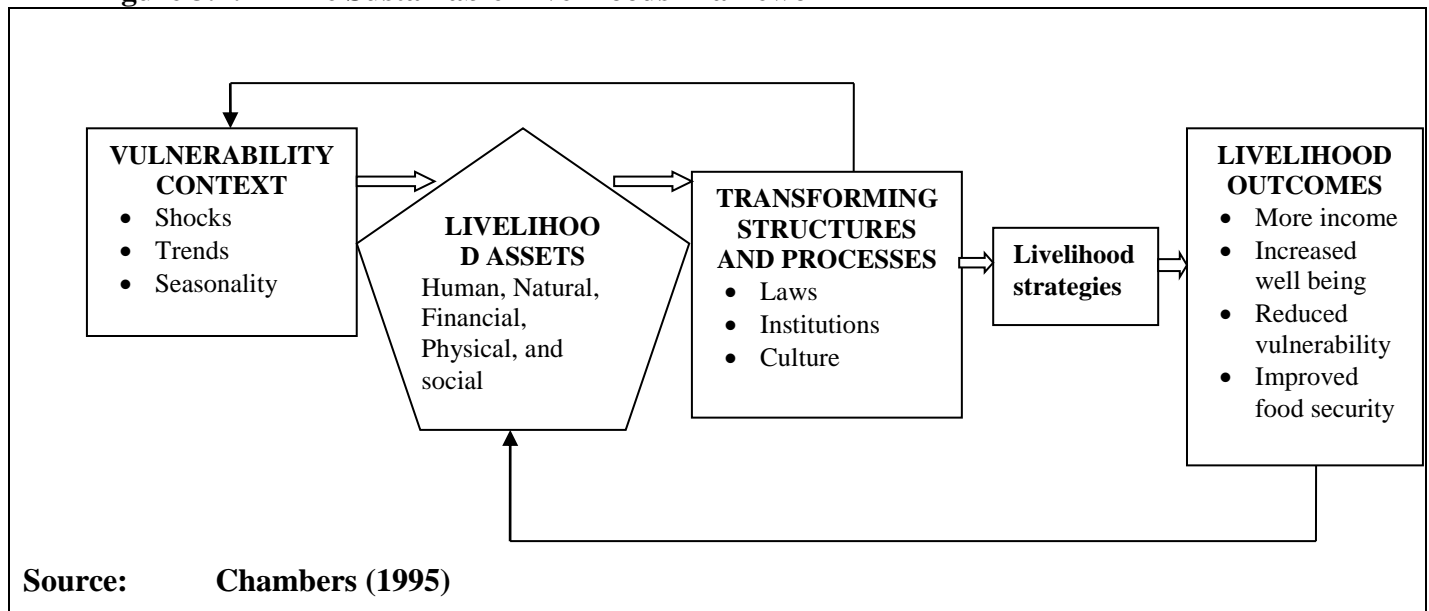 VULNERABILITY
CONTEXT
• Shocks
• Trends
• Seasonality
LIVELIHOO
D ASSETS
Human, Natural,
Financial,
Physical, and
social
TRANSFORMING
STRUCTURES
AND PROCESSES
• Laws
• Institutions
• Culture
Livelihood
strategies
LIVELIHOOD
OUTCOMES
• More income
• Increased
well being
• Reduced
vulnerability
• Improved
food security
Source: Chambers (1995)